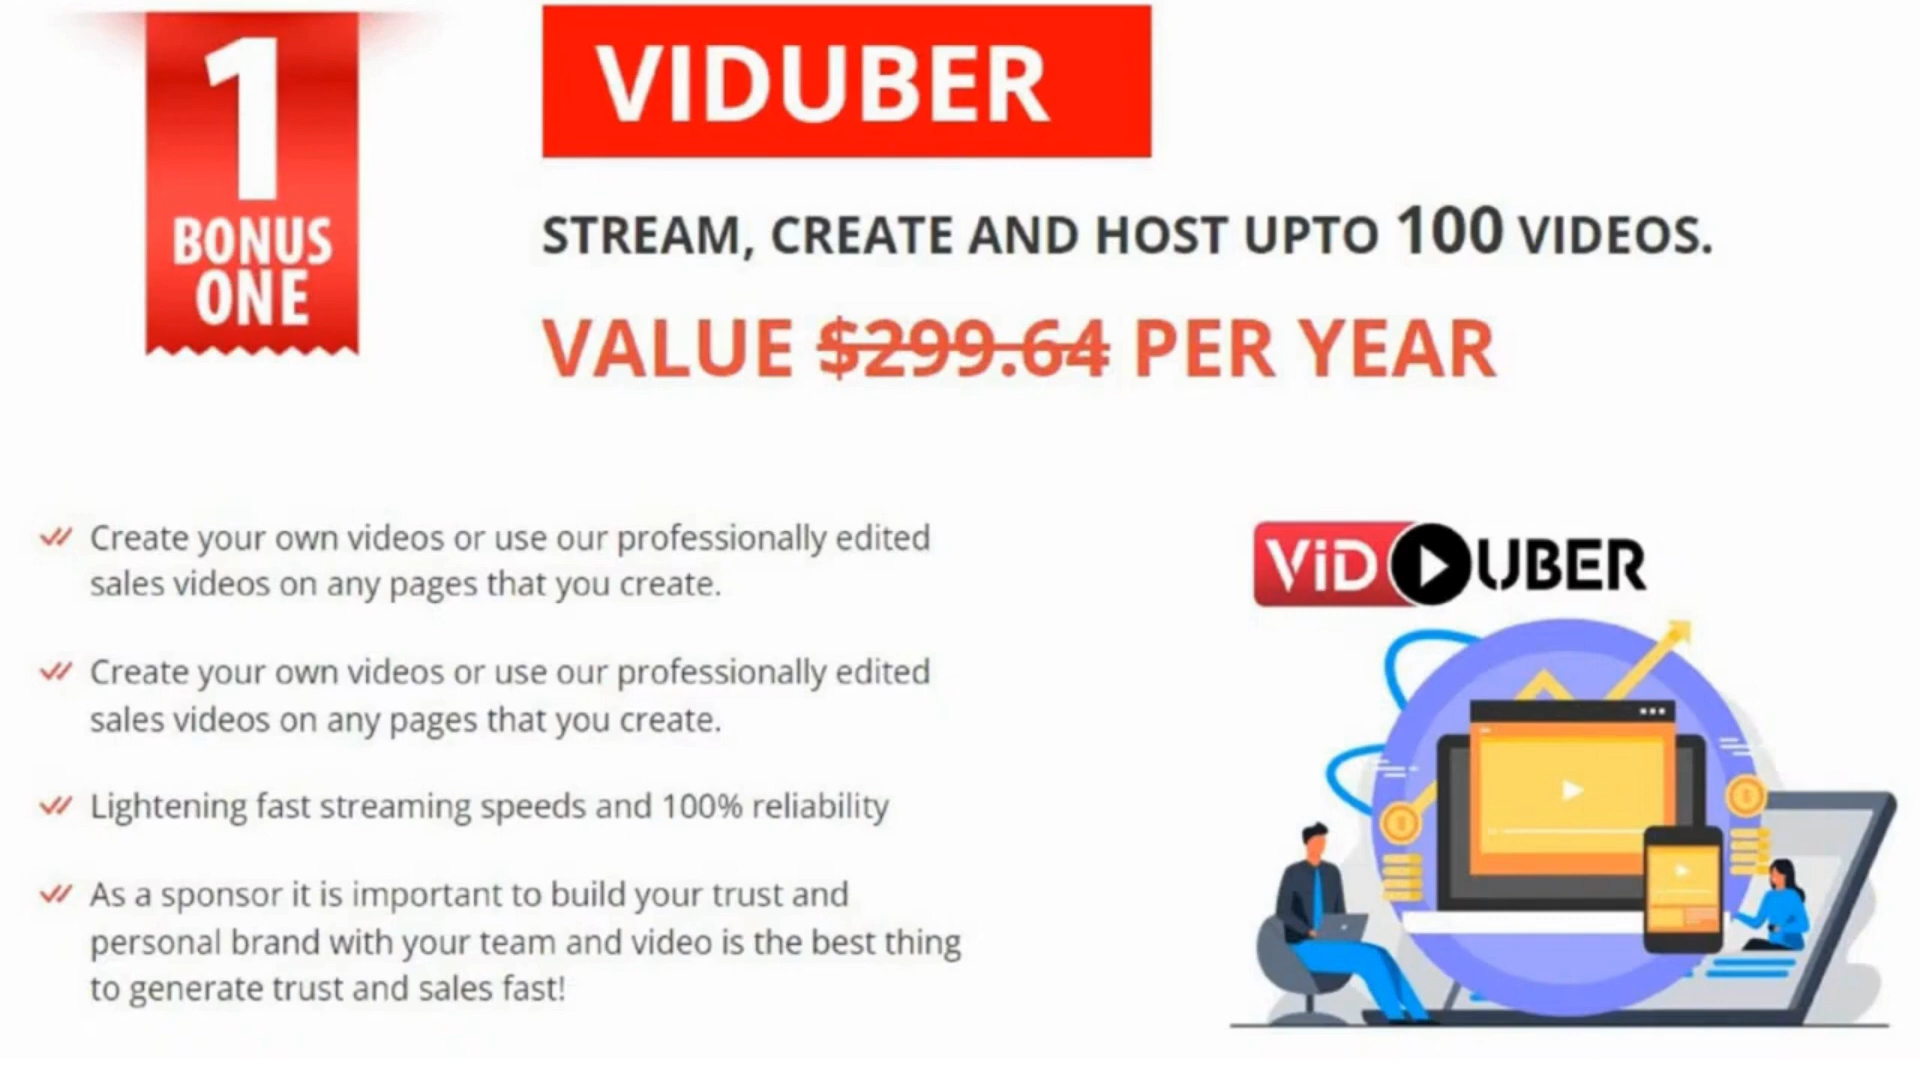 1
BONUS
ONE
VIDUBER
STREAM, CREATE AND HOST UPTO 100 VIDEOS.
VALUE $299.64 PER YEAR
Create your own videos or use our professionally edited
sales videos on any pages that you create.
Create your own videos or use our professionally edited
sales videos on any pages that you create.
Lightening fast streaming speeds and 100% reliability
As a sponsor it is important to build your trust and
personal brand with your team and video is the best thing
to generate trust and sales fast!
ViD UBER